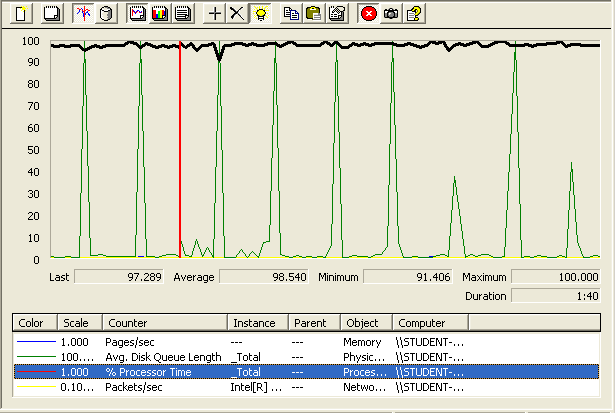 100
90
80
70
60
50
40
30
20
10
0
Last 97.289 Average 98.540 Minimum 91.406 Maximum 100.000
Duration 1:40
Color Scale Counter Instance Parent Object Computer
1.000 Pages/sec --- --- Memory \\STUDENT-...
100.... Avg. Disk Queue Length _Total --- Physic... \\STUDENT-...
1.000 % Processor Time _Total --- Proces... \\STUDENT-...
0.10... Packets/sec Intel[R] ... --- Netwo... \\STUDENT-...